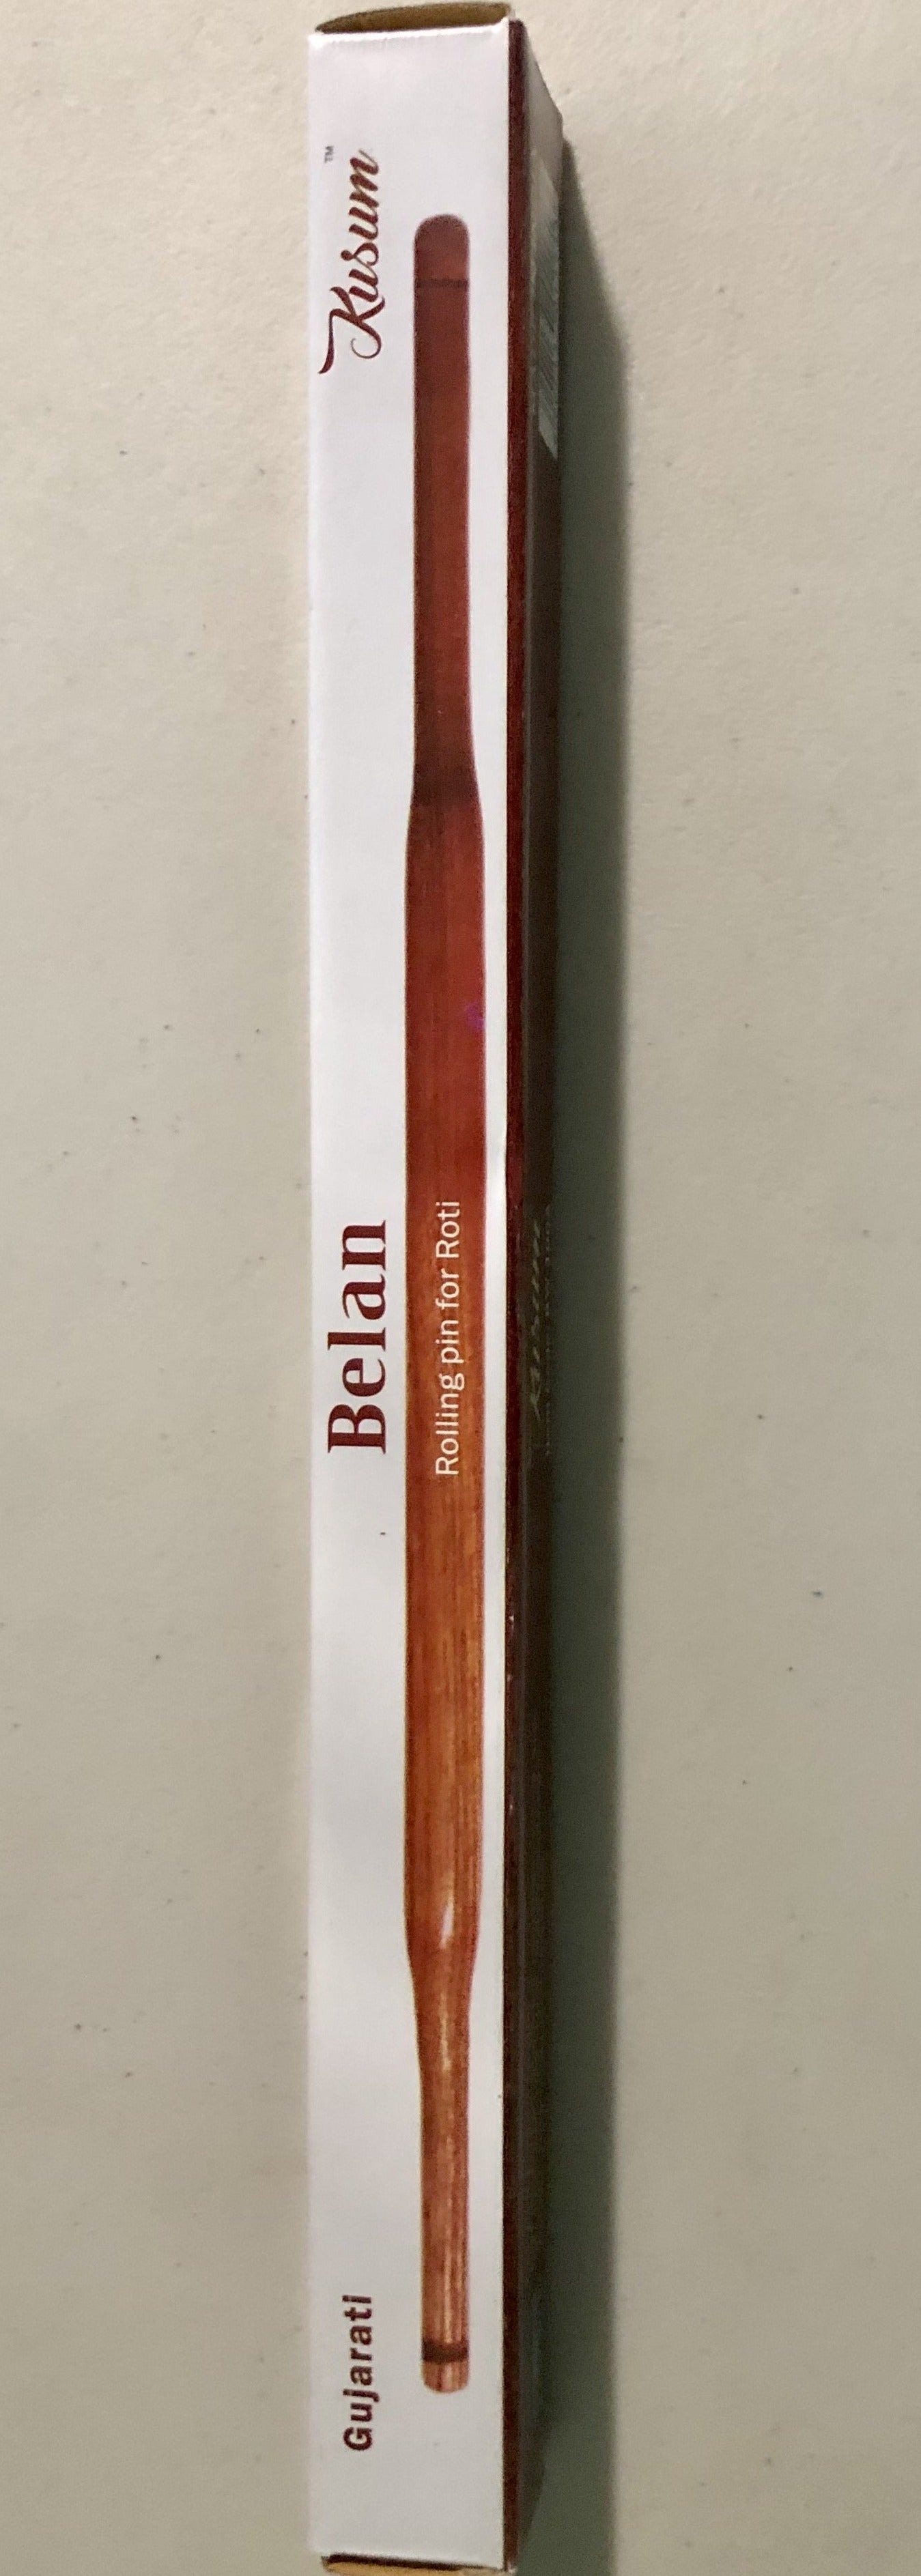 Gujarati
Belan
Rolling pin for Roti
Kusum™